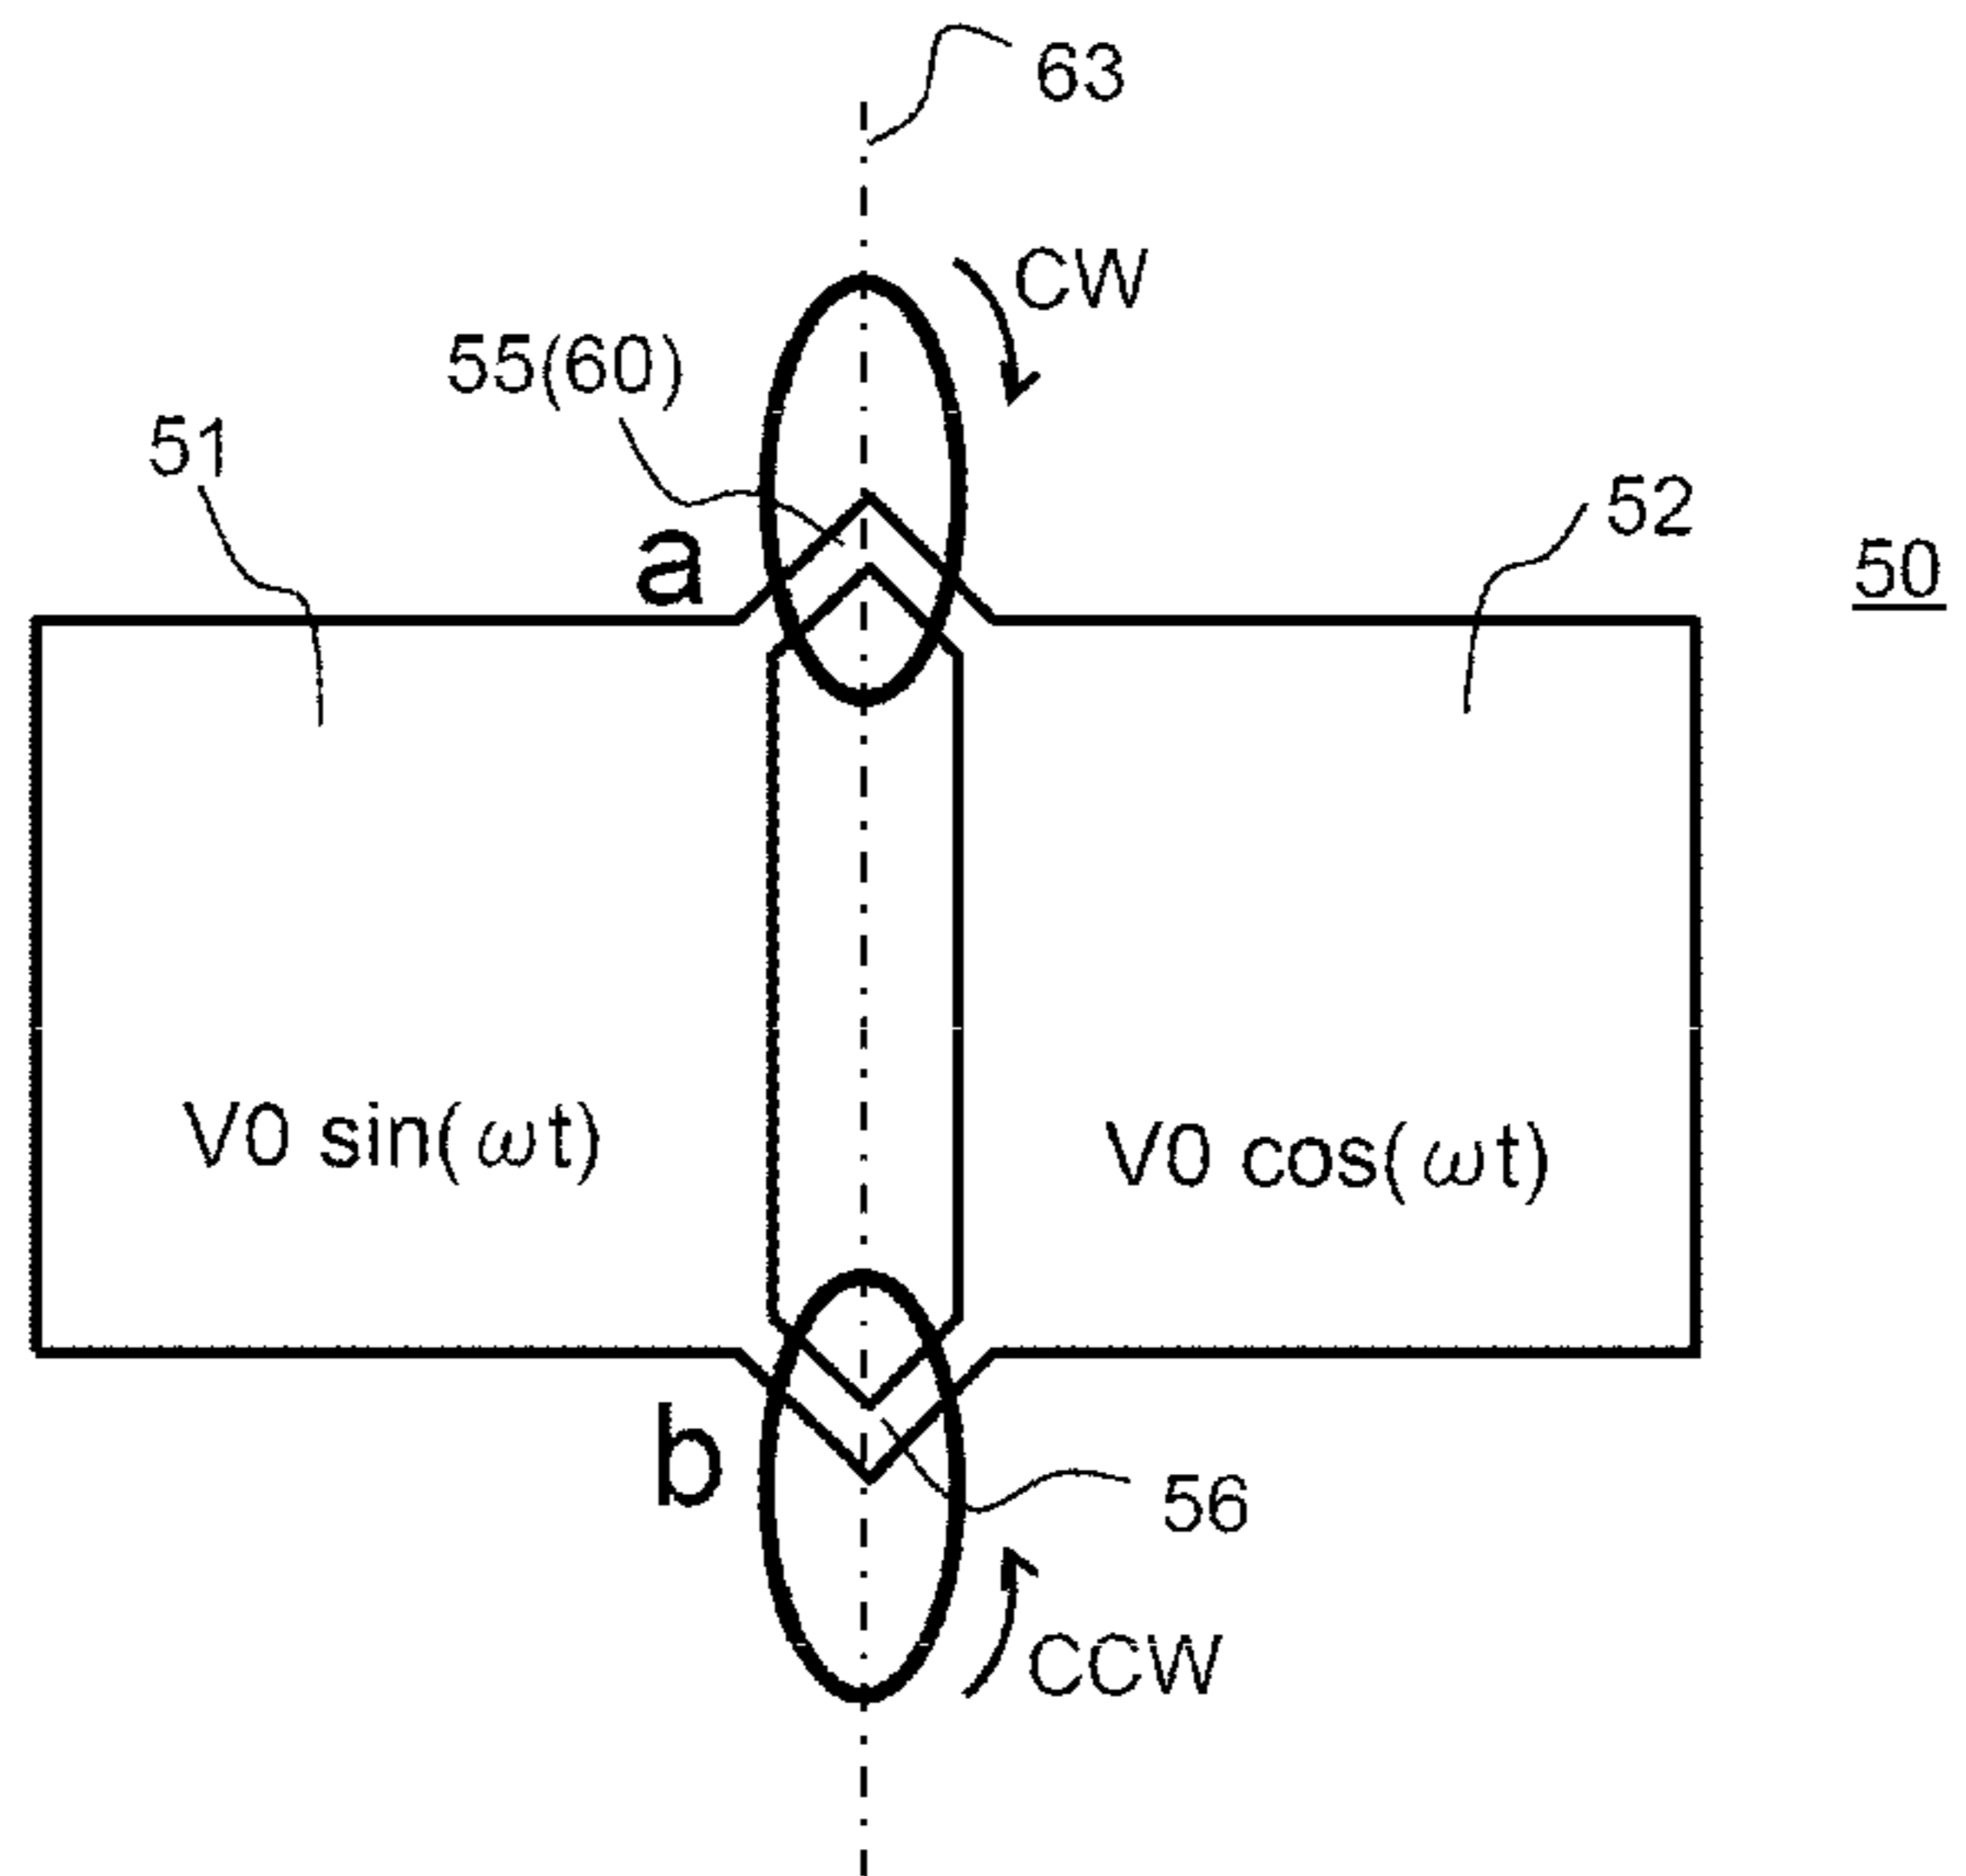 63
CW
55(60)
51
a
52
50
V0 sin(ωt)
V0 cos(ωt)
b
56
CCW